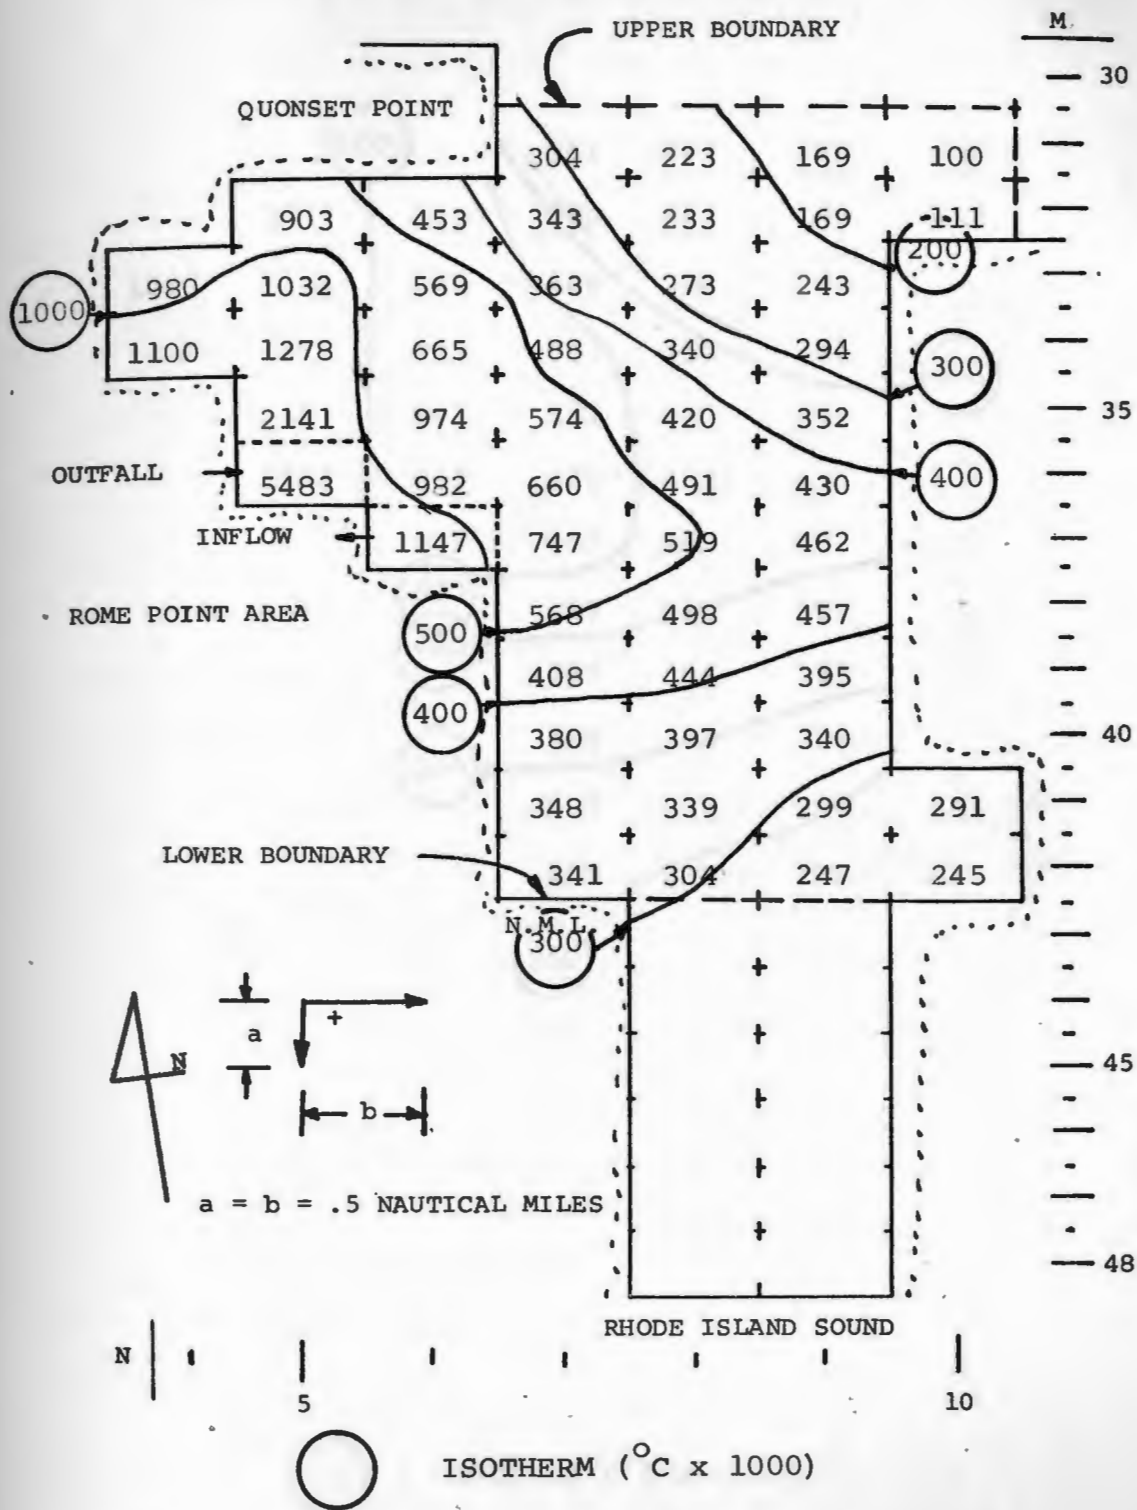 M
UPPER BOUNDARY
30
QUONSET POINT
304 223 169 100
903 453 343 233 169 111
200
980 1032 569 363 273 243
1000
1100 1278 665 488 340 294
300
2141 974 574 420 352
35
OUTFALL
5483 982 660 491 430
400
INFLOW
1147 747 519 462
ROME POINT AREA
568 498 457
500
408 444 395
400
380 397 340
40
348 339 299 291
LOWER BOUNDARY
341 304 247 245
N.M.L.
300
+
a
N
45
b
a = b = .5 NAUTICAL MILES
48
RHODE ISLAND SOUND
N
5
10
ISOTHERM (°C x 1000)